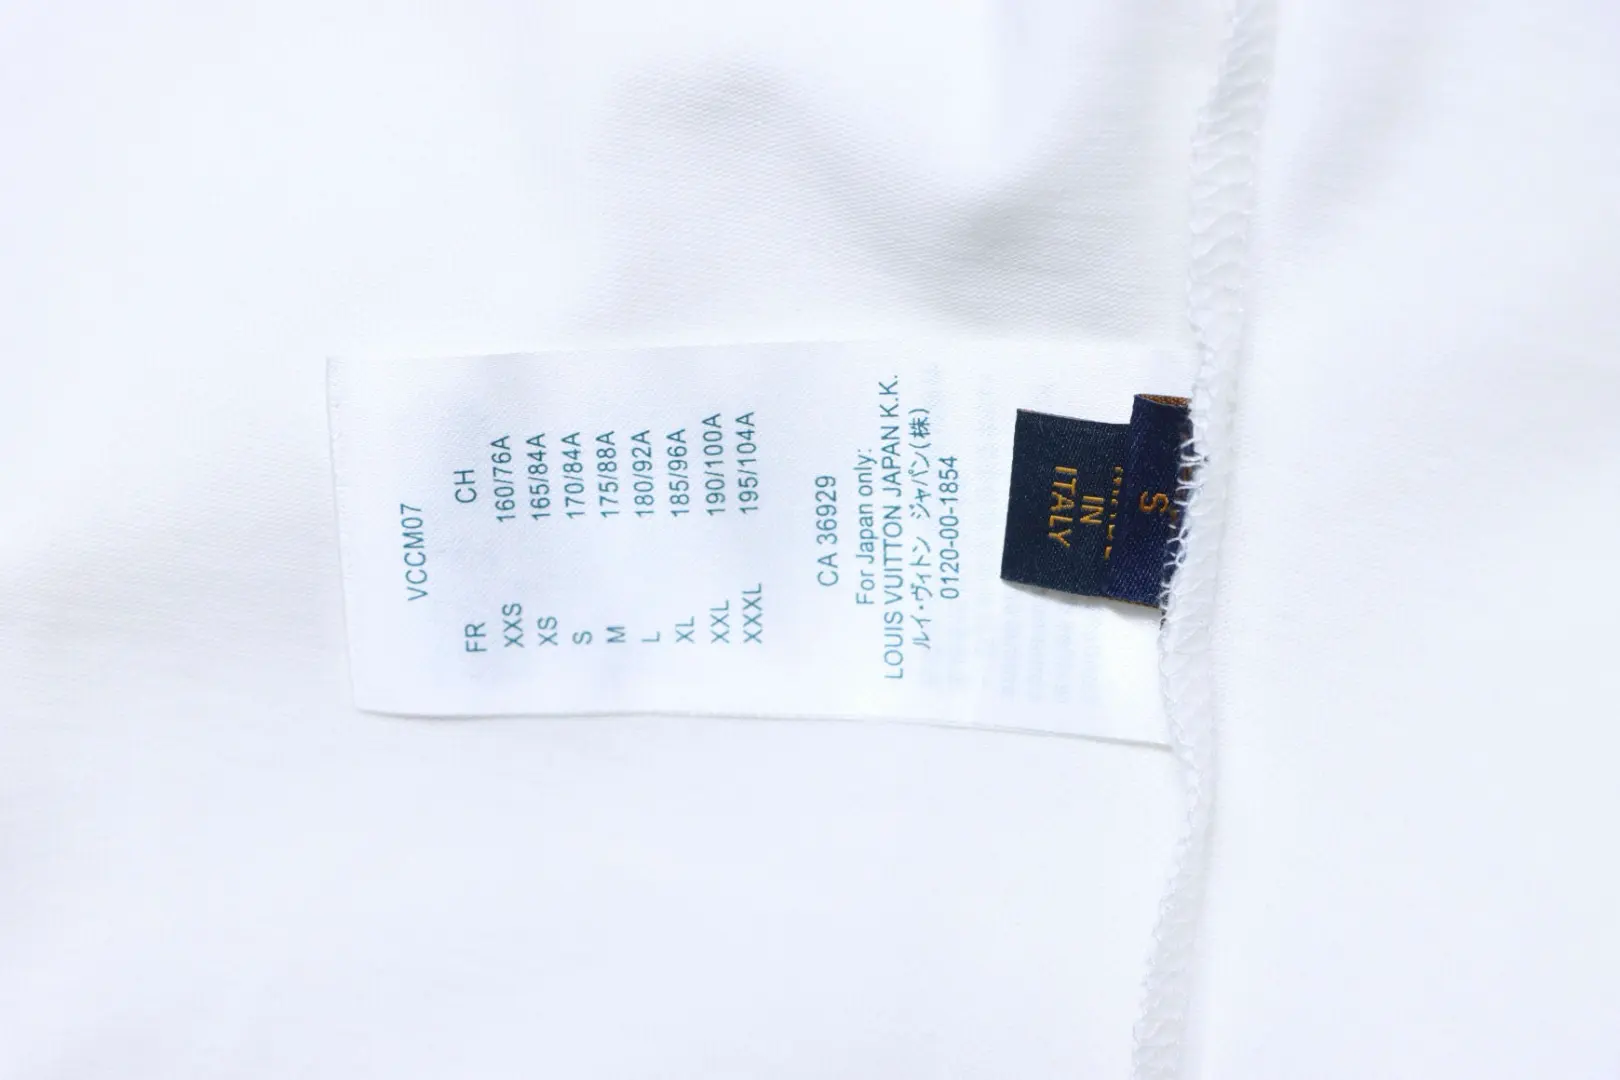 VCCM07
FR CH
XXS 160/76A
XS 165/84A
S 170/84A
M 175/88A
L 180/92A
XL 185/96A
XXL 190/100A
XXXL 195/104A
CA 36929
For Japan only:
LOUIS VUITTON JAPAN K.K.
ルイ・ヴィトン ジャパン(株)
0120-00-1854
IN
ITALY
S